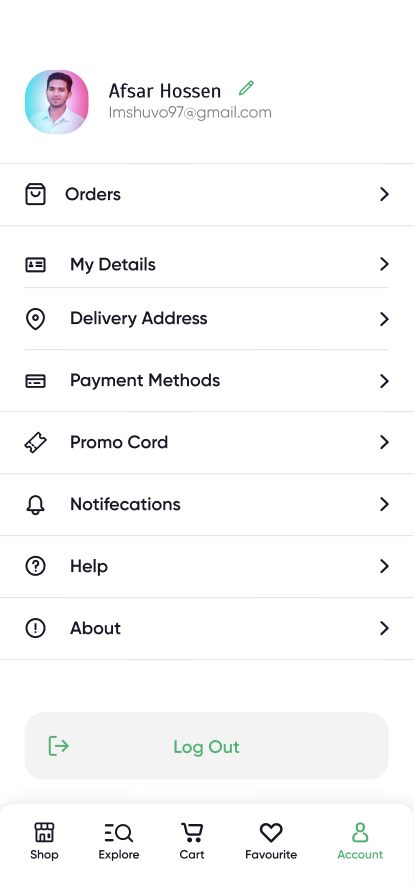 Afsar Hossen
Imshuvo97@gmail.com
Orders
My Details
Delivery Address
Payment Methods
Promo Cord
Notifecations
Help
About
Log Out
Shop
Explore
Cart
Favourite
Account